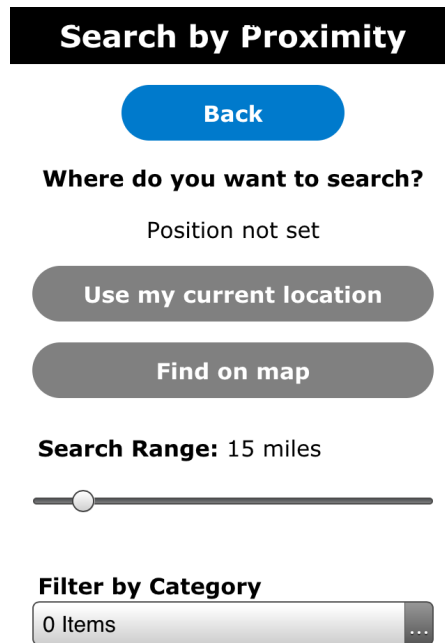 Search by Proximity
Back
Where do you want to search?
Position not set
Use my current location
Find on map
Search Range: 15 miles
Filter by Category
0 Items
...